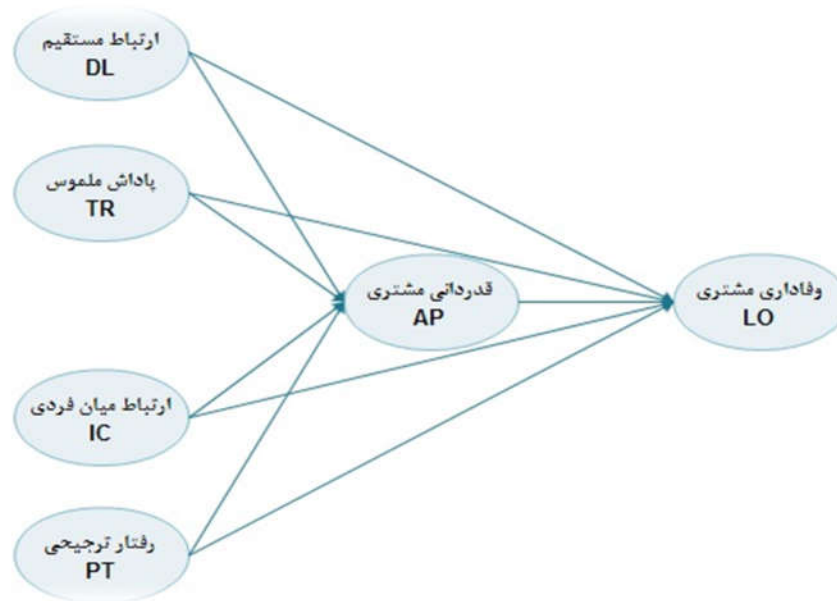 ارتباط مستقیم
DL
پاداش ملموس
TR
قدردانی مشتری
AP
وفاداری مشتری
LO
ارتباط میان فردی
IC
رفتار ترجیحی
PT